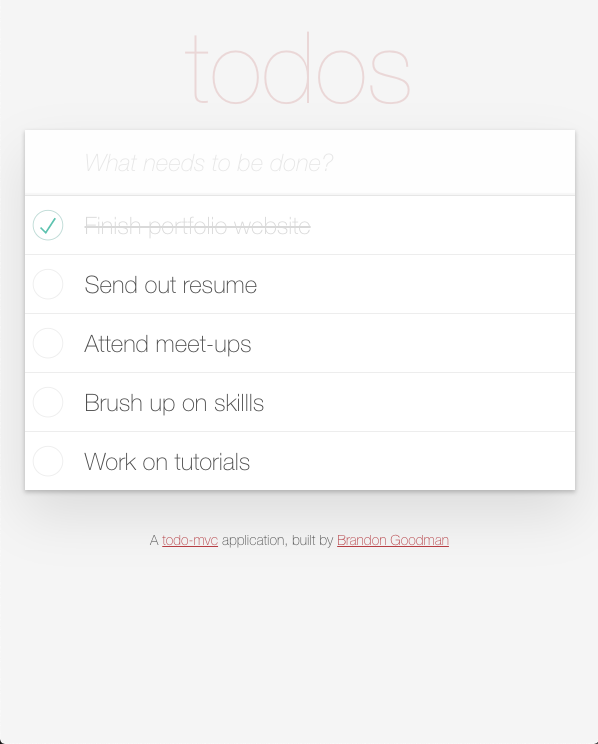 todos
What needs to be done?
Finish portfolio website
Send out resume
Attend meet-ups
Brush up on skillls
Work on tutorials
A todo-mvc application, built by Brandon Goodman